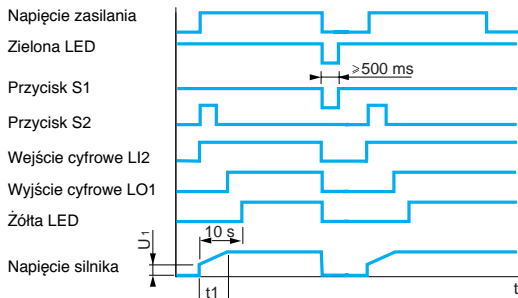 Napięcie zasilania
Zielona LED
≥500 ms
Przycisk S1
Przycisk S2
Wejście cyfrowe LI2
Wyjście cyfrowe LO1
Żółta LED
10 s
U1
Napięcie silnika
t1
t